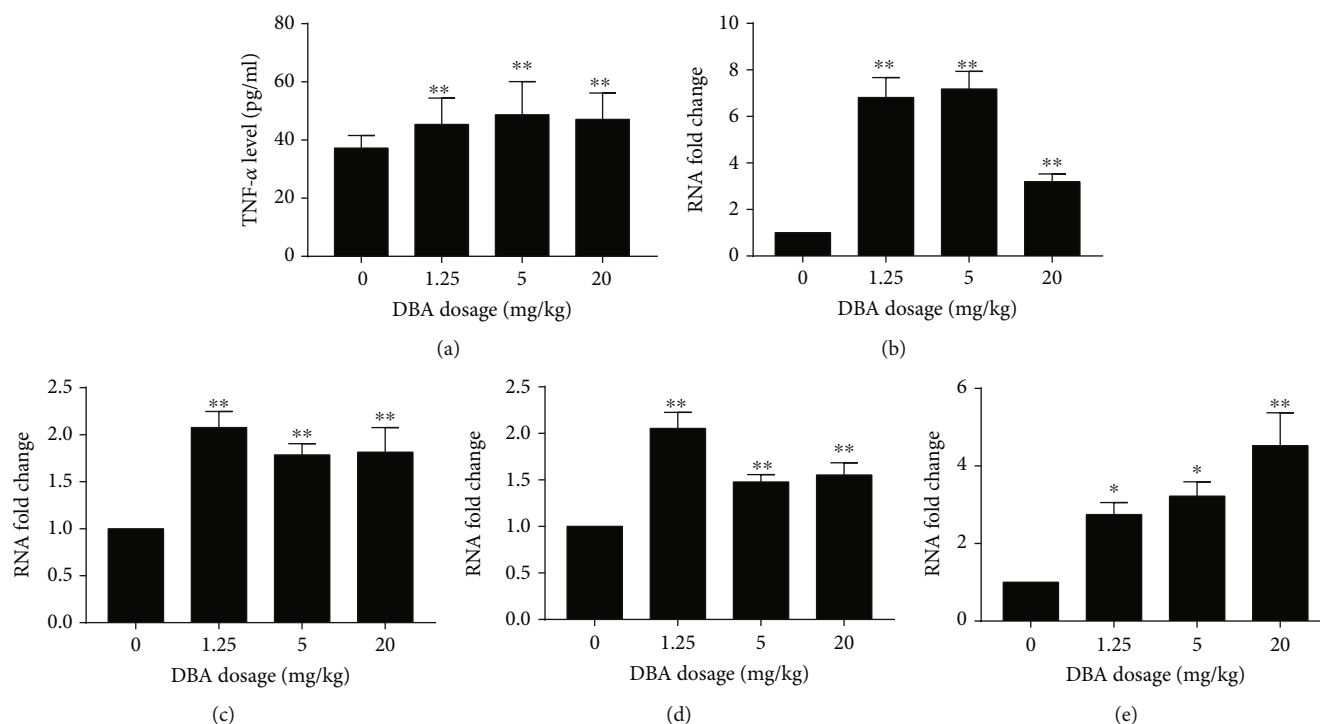 TNF-α level (pg/ml)
80
60
40
20
0
** ** **
0 1.25 5 20
DBA dosage (mg/kg)
(a)
RNA fold change
10
8
6
4
2
0
** ** **
0 1.25 5 20
DBA dosage (mg/kg)
(b)
RNA fold change
2.5
2.0
1.5
1.0
0.5
0.0
** ** **
0 1.25 5 20
DBA dosage (mg/kg)
(c)
RNA fold change
2.5
2.0
1.5
1.0
0.5
0.0
** ** **
0 1.25 5 20
DBA dosage (mg/kg)
(d)
RNA fold change
6
4
2
0
* * **
0 1.25 5 20
DBA dosage (mg/kg)
(e)